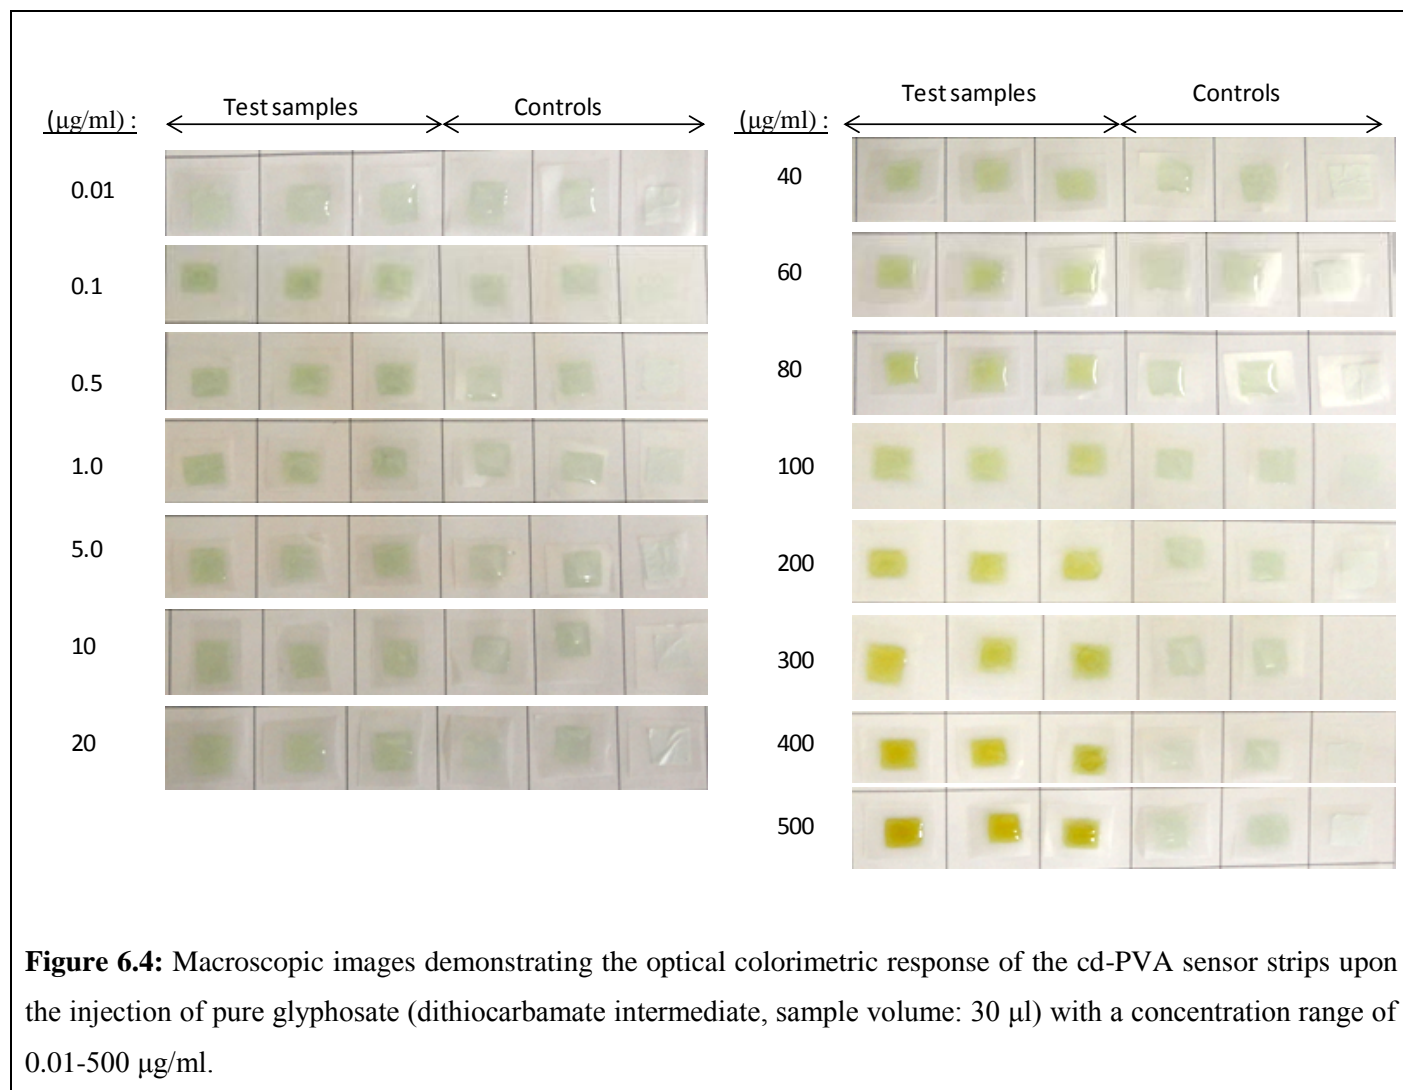 (μg/ml) :
Test samples
Controls
0.01
0.1
0.5
1.0
5.0
10
20
(μg/ml) :
Test samples
Controls
40
60
80
100
200
300
400
500
Figure 6.4: Macroscopic images demonstrating the optical colorimetric response of the cd-PVA sensor strips upon
the injection of pure glyphosate (dithiocarbamate intermediate, sample volume: 30 μl) with a concentration range of
0.01-500 μg/ml.